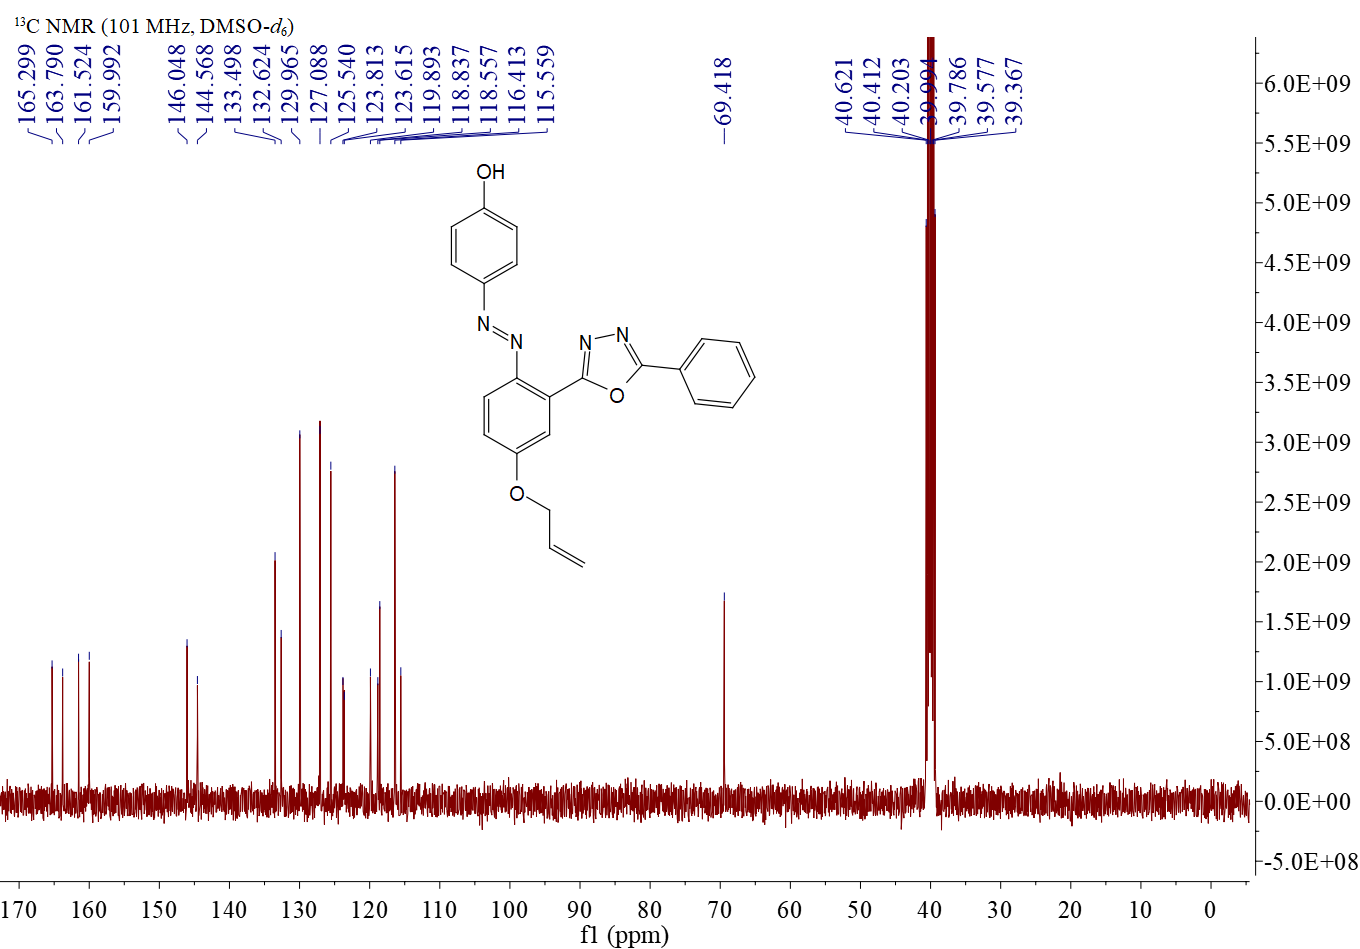 ¹³C NMR (101 MHz, DMSO-d₆)
165.299
163.790
161.524
159.992
146.048
144.568
133.498
132.624
129.965
127.088
125.540
123.813
123.615
119.893
118.837
118.557
116.413
115.559
69.418
40.621
40.412
40.203
39.994
39.786
39.577
39.367
OH
N
N
N
N
O
O
6.0E+09
5.5E+09
5.0E+09
4.5E+09
4.0E+09
3.5E+09
3.0E+09
2.5E+09
2.0E+09
1.5E+09
1.0E+09
5.0E+08
0.0E+00
-5.0E+08
170 160 150 140 130 120 110 100 90 80 70 60 50 40 30 20 10 0
f1 (ppm)